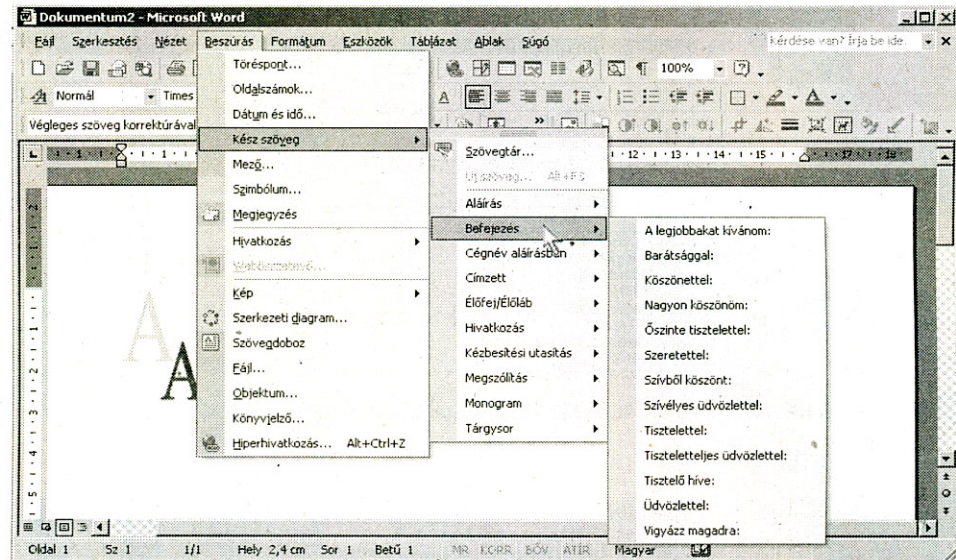 Dokumentum2 - Microsoft Word
Fájl Szerkesztés Nézet Beszúrás Formátum Eszközök Táblázat Ablak Súgó Kérdése van? Írja be ide.
100%
Normál Times
Végleges szöveg korrektúrával
Töréspont...
Oldalszámok...
Dátum és idő...
Kész szöveg
Mező...
Szimbólum...
Megjegyzés
Hivatkozás
Webösszetevő...
Kép
Szerkezeti diagram...
Szövegdoboz
Fájl...
Objektum...
Könyvjelző...
Hiperhivatkozás... Alt+Ctrl+Z
Szövegtár...
Új szöveg... Alt+F3
Aláírás
Befejezés
Cégnév aláírásban
Címzett
Élőfej/Élőláb
Hivatkozás
Kézbesítési utasítás
Megszólítás
Monogram
Tárgysor
A legjobbakat kívánom:
Barátsággal:
Köszönettel:
Nagyon köszönöm:
Őszinte tisztelettel:
Szeretettel:
Szívből köszönt:
Szívélyes üdvözlettel:
Tisztelettel:
Tiszteletteljes üdvözlettel:
Tisztelő híve:
Üdvözlettel:
Vigyázz magadra:
A A
Oldal 1 Sz 1 1/1 Hely 2,4 cm Sor 1 Betű 1 MR KORR BŐV ÁTÍR Magyar